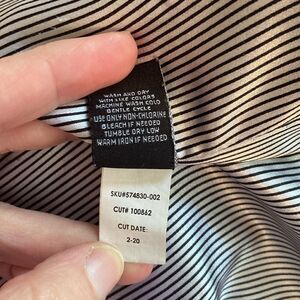 WASH AND DRY
WITH LIKE COLORS
MACHINE WASH COLD
GENTLE CYCLE
USE ONLY NON-CHLORINE
BLEACH IF NEEDED
TUMBLE DRY LOW
WARM IRON IF NEEDED
SKU#574830-002
CUT# 100862
CUT DATE:
2-20